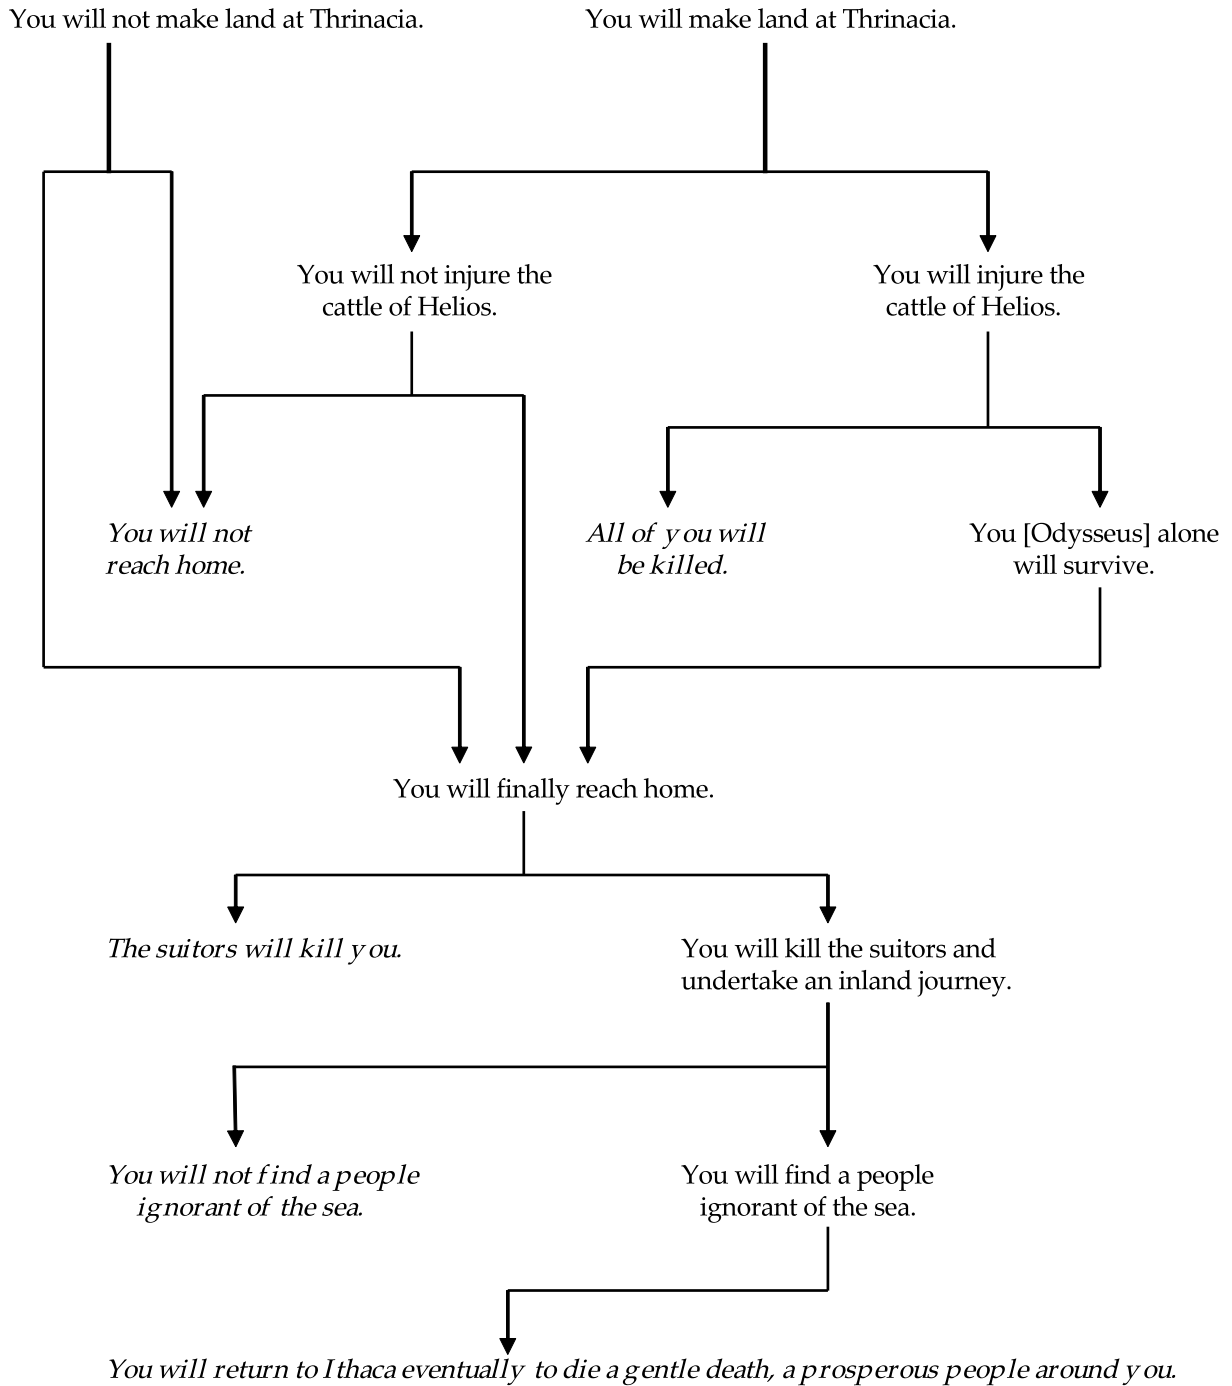 You will not make land at Thrinacia.
You will make land at Thrinacia.
You will not injure the
cattle of Helios.
You will injure the
cattle of Helios.
You will not
reach home.
All of you will
be killed.
You [Odysseus] alone
will survive.
You will finally reach home.
The suitors will kill you.
You will kill the suitors and
undertake an inland journey.
You will not find a people
ignorant of the sea.
You will find a people
ignorant of the sea.
You will return to Ithaca eventually to die a gentle death, a prosperous people around you.